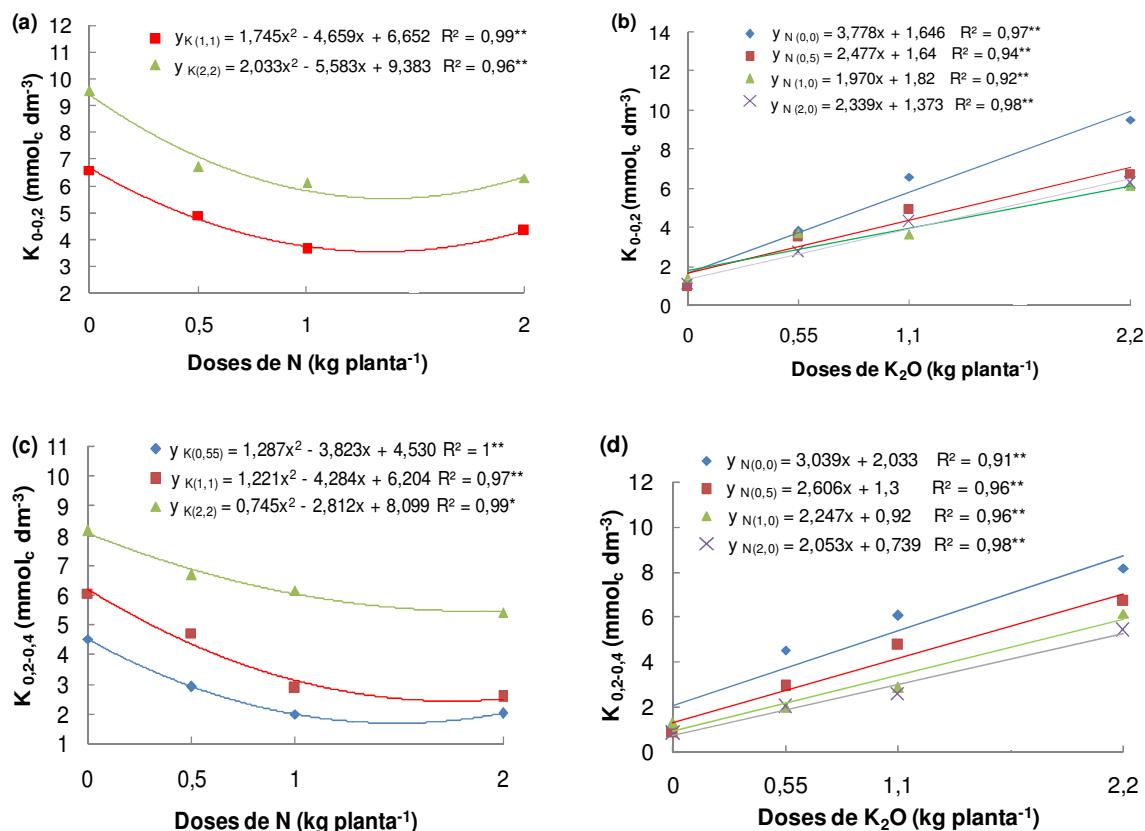 (a)
y K(1,1) = 1,745x² - 4,659x + 6,652 R² = 0,99**
y K(2,2) = 2,033x² - 5,583x + 9,383 R² = 0,96**
K 0-0,2 (mmolc dm-3)
12
11
10
9
8
7
6
5
4
3
2
0
0,5
1
2
Doses de N (kg planta-1)
(b)
y N (0,0) = 3,778x + 1,646 R² = 0,97**
y N(0,5) = 2,477x + 1,64 R² = 0,94**
y N(1,0) = 1,970x + 1,82 R² = 0,92**
y N(2,0) = 2,339x + 1,373 R² = 0,98**
K 0-0,2 (mmolc dm-3)
14
12
10
8
6
4
2
0
0
0,55
1,1
2,2
Doses de K2O (kg planta-1)
(c)
y K(0,55) = 1,287x² - 3,823x + 4,530 R² = 1**
y K(1,1) = 1,221x² - 4,284x + 6,204 R² = 0,97**
y K(2,2) = 0,745x² - 2,812x + 8,099 R² = 0,99*
K 0,2-0,4 (mmolc dm-3)
11
10
9
8
7
6
5
4
3
2
1
0
0,5
1
2
Doses de N (kg planta-1)
(d)
y N(0,0) = 3,039x + 2,033 R² = 0,91**
y N(0,5) = 2,606x + 1,3 R² = 0,96**
y N(1,0) = 2,247x + 0,92 R² = 0,96**
y N(2,0) = 2,053x + 0,739 R² = 0,98**
K 0,2-0,4 (mmolc dm-3)
12
10
8
6
4
2
0
0
0,55
1,1
2,2
Doses de K2O (kg planta-1)